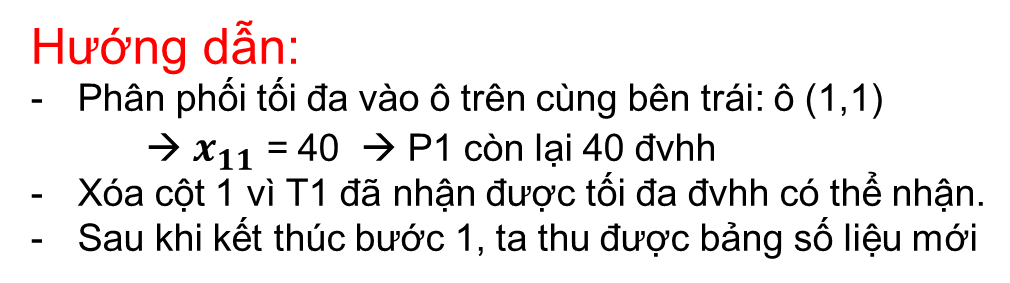 Hướng dẫn:
- Phân phối tối đa vào ô trên cùng bên trái: ô (1,1)
→ x₁₁ = 40 → P1 còn lại 40 đvhh
- Xóa cột 1 vì T1 đã nhận được tối đa đvhh có thể nhận.
- Sau khi kết thúc bước 1, ta thu được bảng số liệu mới